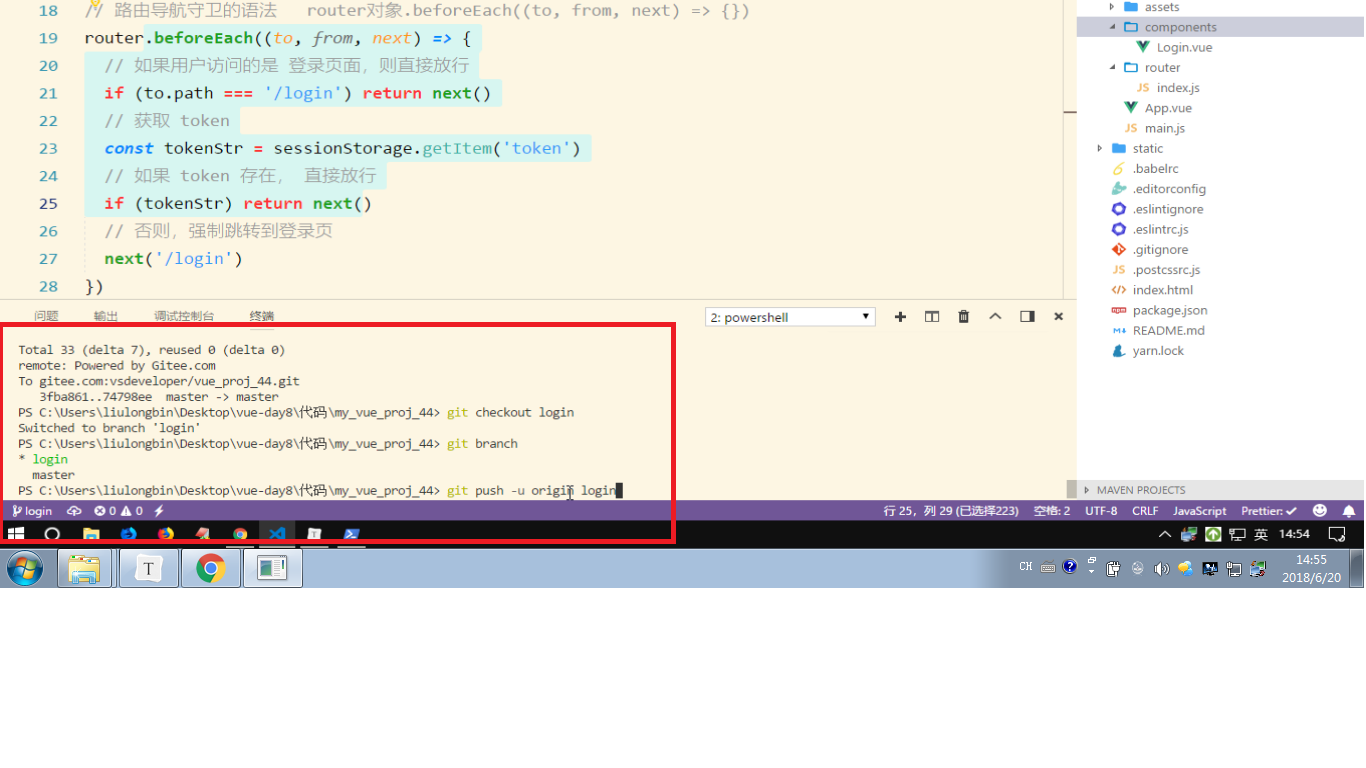 18 // 路由导航守卫的语法 router对象.beforeEach((to, from, next) => {})
19 router.beforeEach((to, from, next) => {
20 // 如果用户访问的是 登录页面，则直接放行
21 if (to.path === '/login') return next()
22 // 获取 token
23 const tokenStr = sessionStorage.getItem('token')
24 // 如果 token 存在， 直接放行
25 if (tokenStr) return next()
26 // 否则，强制跳转到登录页
27 next('/login')
28 })
assets
components
Login.vue
router
JS index.js
App.vue
JS main.js
static
.babelrc
.editorconfig
.eslintignore
.eslintrc.js
.gitignore
JS .postcssrc.js
index.html
package.json
README.md
yarn.lock
MAVEN PROJECTS
问题 输出 调试控制台 终端 2: powershell
Total 33 (delta 7), reused 0 (delta 0)
remote: Powered by Gitee.com
To gitee.com:vsdeveloper/vue_proj_44.git
3fba861..74798ee master -> master
PS C:\Users\liulongbin\Desktop\vue-day8\代码\my_vue_proj_44> git checkout login
Switched to branch 'login'
PS C:\Users\liulongbin\Desktop\vue-day8\代码\my_vue_proj_44> git branch
* login
master
PS C:\Users\liulongbin\Desktop\vue-day8\代码\my_vue_proj_44> git push -u origin login
login 0 0 行 25，列 29 (已选择223) 空格: 2 UTF-8 CRLF JavaScript Prettier: ✓
英 14:54
T CH 14:55
2018/6/20